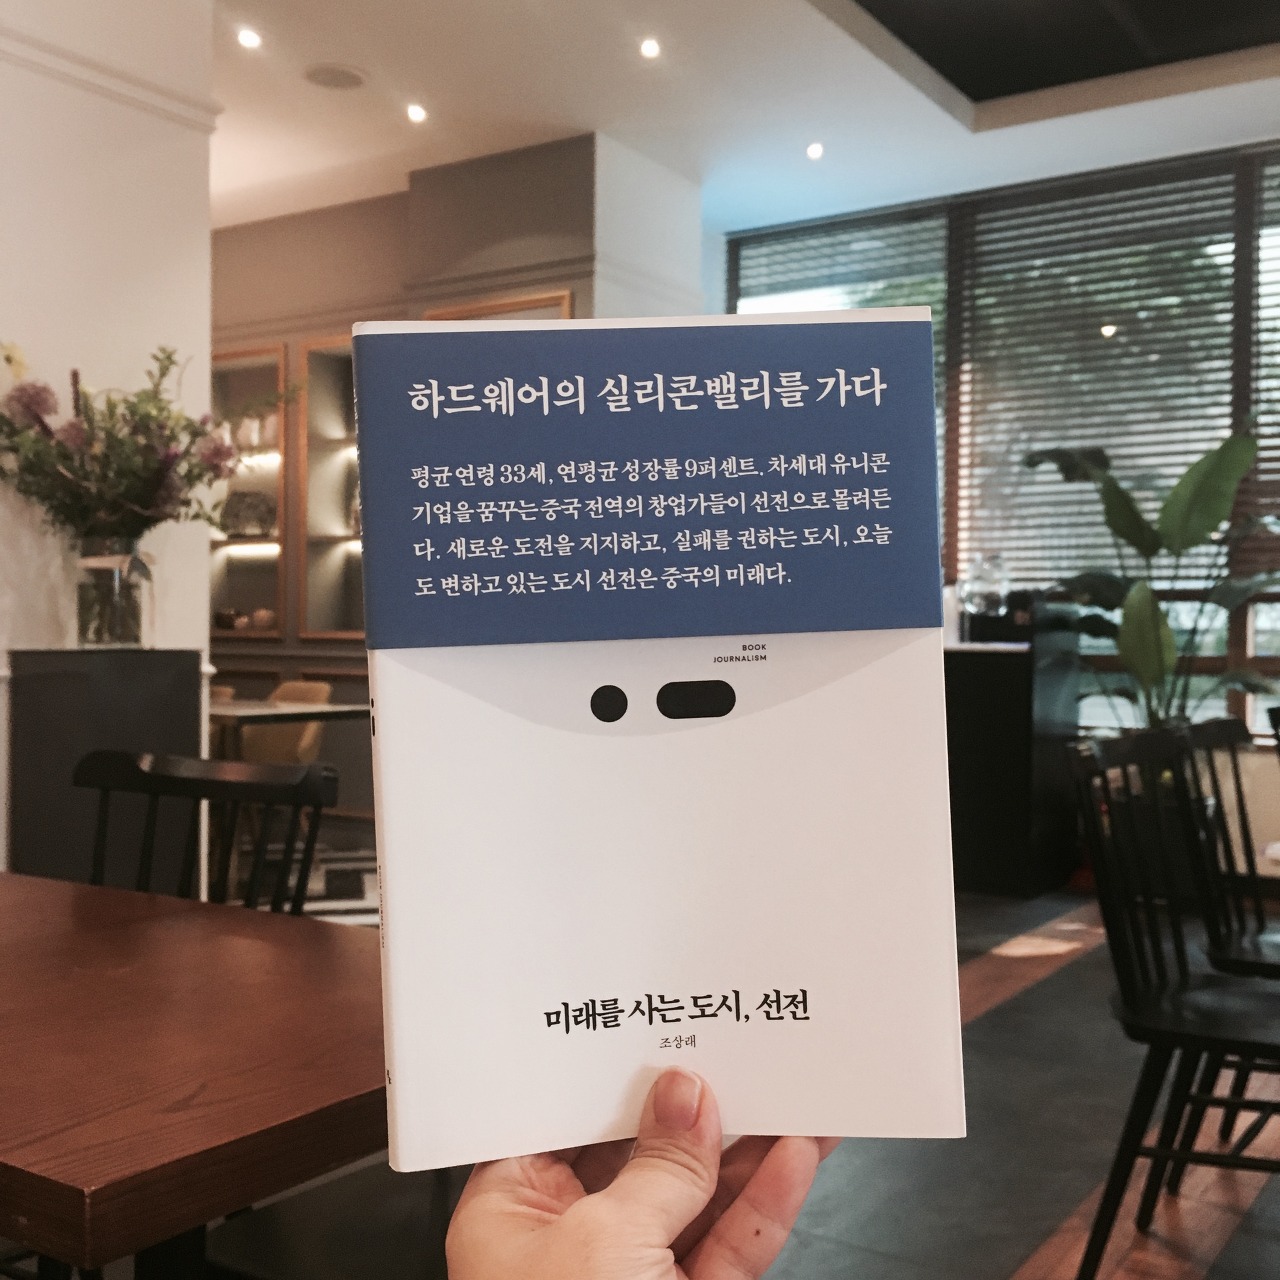 하드웨어의 실리콘밸리를 가다
평균 연령 33세, 연평균 성장률 9퍼센트. 차세대 유니콘
기업을 꿈꾸는 중국 전역의 창업가들이 선전으로 몰려든
다. 새로운 도전을 지지하고, 실패를 권하는 도시, 오늘
도 변하고 있는 도시 선전은 중국의 미래다.
BOOK
JOURNALISM
미래를 사는 도시, 선전
조상래